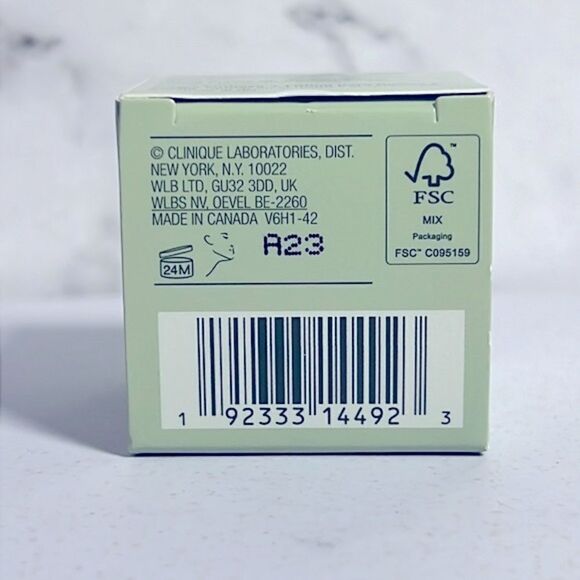 © CLINIQUE LABORATORIES, DIST.
NEW YORK, N.Y. 10022
WLB LTD, GU32 3DD, UK
WLBS NV, OEVEL BE-2260
MADE IN CANADA V6H1-42
24M
A23
FSC™
MIX
Packaging
FSC™ C095159
1 92333 14492 3